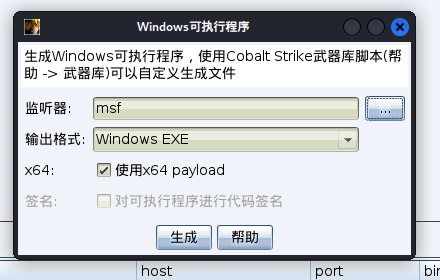 Windows可执行程序
生成Windows可执行程序，使用Cobalt Strike武器库脚本(帮
助 -> 武器库)可以自定义生成文件
监听器: msf ...
输出格式: Windows EXE
x64: 使用x64 payload
签名: 对可执行程序进行代码签名
生成 帮助
host port bin